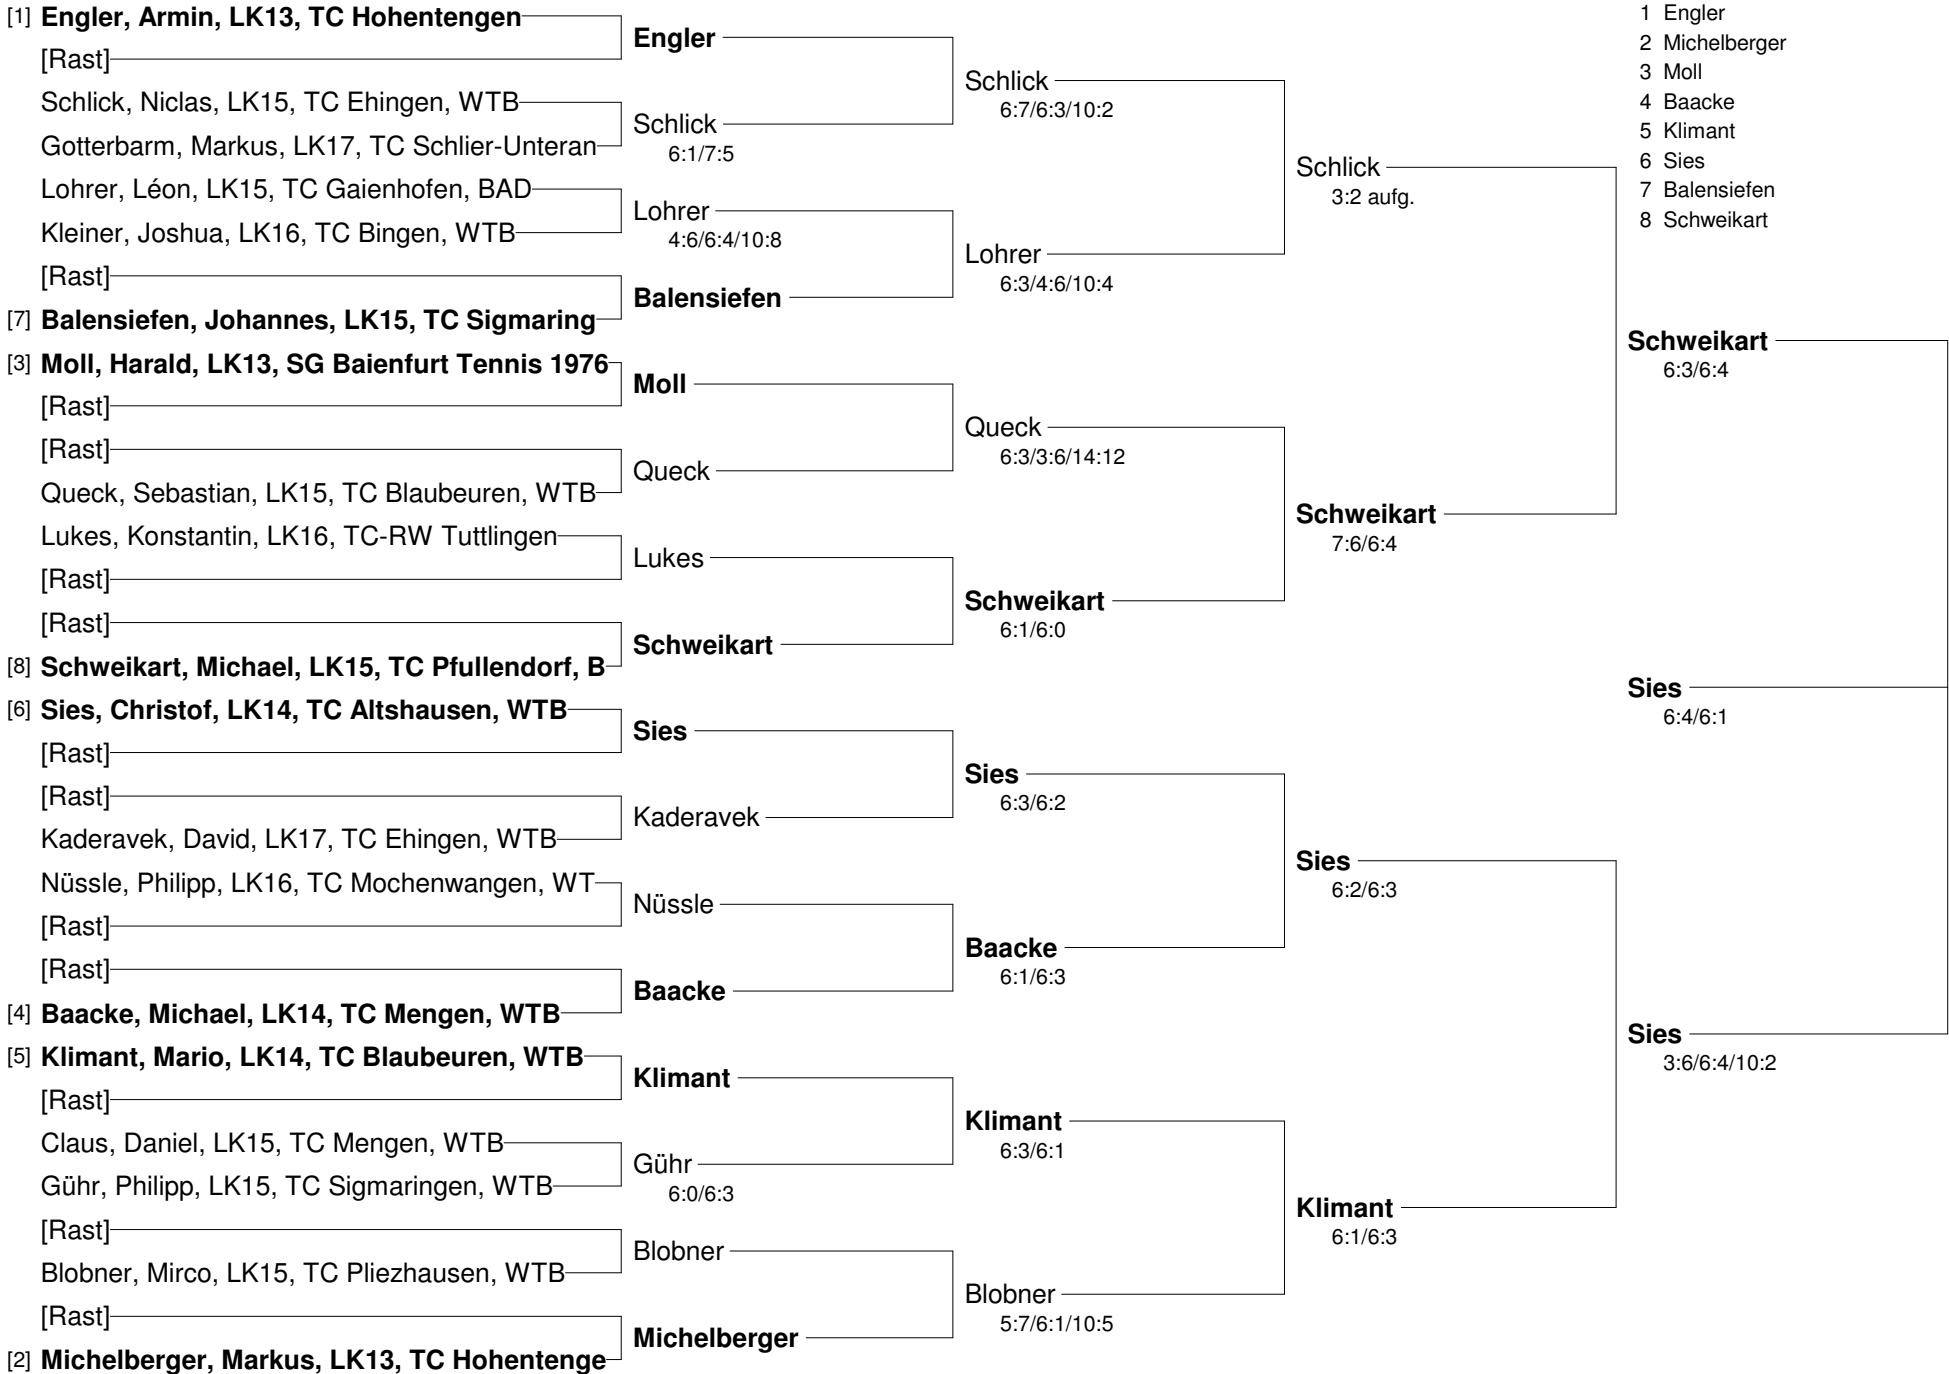 [1] Engler, Armin, LK13, TC Hohentengen
[Rast]
Schlick, Niclas, LK15, TC Ehingen, WTB
Gotterbarm, Markus, LK17, TC Schlier-Unteran
Lohrer, Léon, LK15, TC Gaienhofen, BAD
Kleiner, Joshua, LK16, TC Bingen, WTB
[Rast]
[7] Balensiefen, Johannes, LK15, TC Sigmaring
[3] Moll, Harald, LK13, SG Baienfurt Tennis 1976
[Rast]
[Rast]
Queck, Sebastian, LK15, TC Blaubeuren, WTB
Lukes, Konstantin, LK16, TC-RW Tuttlingen
[Rast]
[Rast]
[8] Schweikart, Michael, LK15, TC Pfullendorf, B
[6] Sies, Christof, LK14, TC Altshausen, WTB
[Rast]
[Rast]
Kaderavek, David, LK17, TC Ehingen, WTB
Nüssle, Philipp, LK16, TC Mochenwangen, WT
[Rast]
[Rast]
[4] Baacke, Michael, LK14, TC Mengen, WTB
[5] Klimant, Mario, LK14, TC Blaubeuren, WTB
[Rast]
Claus, Daniel, LK15, TC Mengen, WTB
Gühr, Philipp, LK15, TC Sigmaringen, WTB
[Rast]
Blobner, Mirco, LK15, TC Pliezhausen, WTB
[Rast]
[2] Michelberger, Markus, LK13, TC Hohentenge
Engler
Schlick
6:1/7:5
Lohrer
4:6/6:4/10:8
Balensiefen
Moll
Queck
Lukes
Schweikart
Sies
Kaderavek
Nüssle
Baacke
Klimant
Gühr
6:0/6:3
Blobner
Michelberger
Schlick
6:7/6:3/10:2
Lohrer
6:3/4:6/10:4
Queck
6:3/3:6/14:12
Schweikart
6:1/6:0
Sies
6:3/6:2
Baacke
6:1/6:3
Klimant
6:3/6:1
Blobner
5:7/6:1/10:5
Schlick
3:2 aufg.
Schweikart
7:6/6:4
Sies
6:2/6:3
Klimant
6:1/6:3
Schweikart
6:3/6:4
Sies
6:4/6:1
Sies
3:6/6:4/10:2
1 Engler
2 Michelberger
3 Moll
4 Baacke
5 Klimant
6 Sies
7 Balensiefen
8 Schweikart